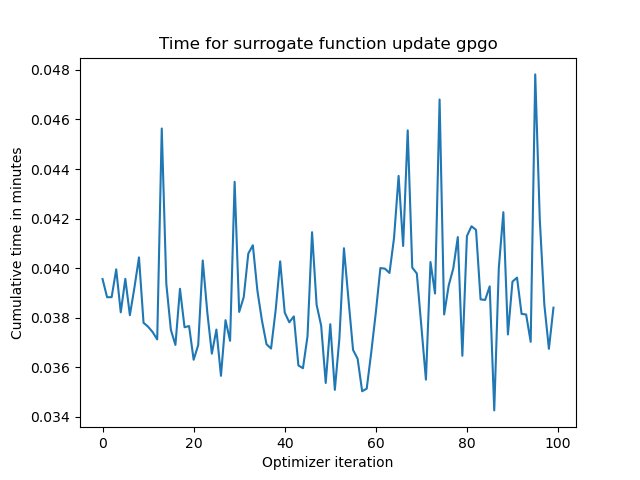 Time for surrogate function update gpgo
0.048
0.046
0.044
0.042
0.040
0.038
0.036
0.034
Cumulative time in minutes
0 20 40 60 80 100
Optimizer iteration